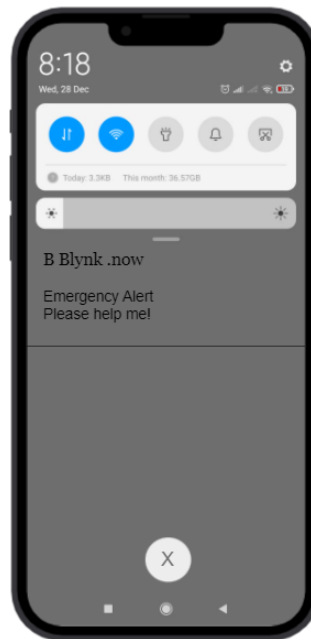 8:18
Wed, 28 Dec
Today: 3.3KB This month: 36.57GB
B Blynk .now
Emergency Alert
Please help me!
X